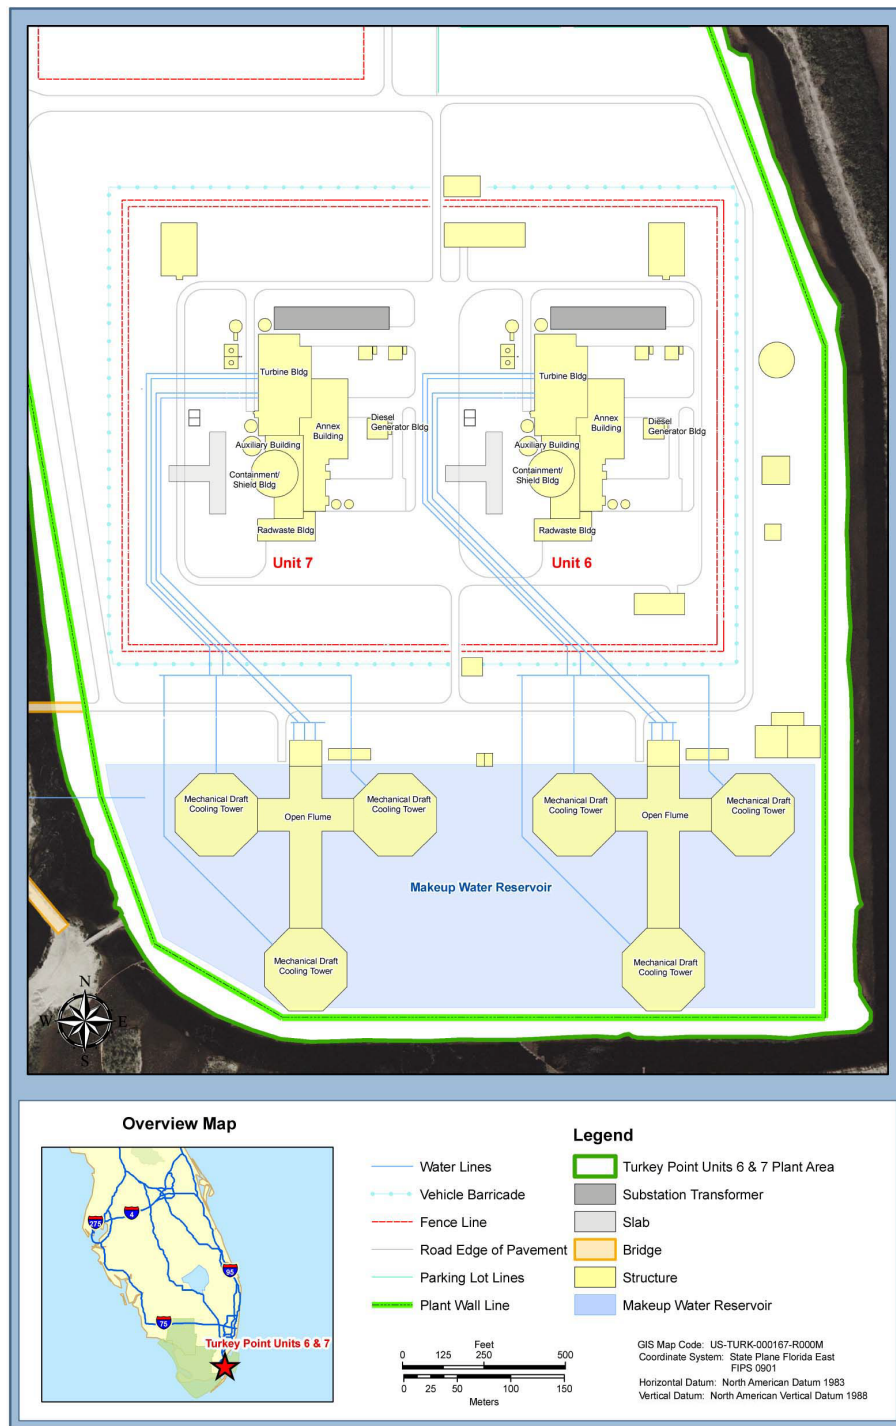 Turbine Bldg
Turbine Bldg
Annex
Building
Diesel
Generator Bldg
Annex
Building
Diesel
Generator Bldg
Auxiliary Building
Auxiliary Building
Containment/
Shield Bldg
Containment/
Shield Bldg
Radwaste Bldg
Radwaste Bldg
Unit 7
Unit 6
Mechanical Draft
Cooling Tower
Open Flume
Mechanical Draft
Cooling Tower
Mechanical Draft
Cooling Tower
Open Flume
Mechanical Draft
Cooling Tower
Makeup Water Reservoir
Mechanical Draft
Cooling Tower
Mechanical Draft
Cooling Tower
N
W
E
S
Overview Map
275
4
95
75
Turkey Point Units 6 & 7
Legend
Water Lines
Vehicle Barricade
Fence Line
Road Edge of Pavement
Parking Lot Lines
Plant Wall Line
Turkey Point Units 6 & 7 Plant Area
Substation Transformer
Slab
Bridge
Structure
Makeup Water Reservoir
Feet
0 125 250 500
0 25 50 100 150
Meters
GIS Map Code: US-TURK-000167-R000M
Coordinate System: State Plane Florida East
FIPS 0901
Horizontal Datum: North American Datum 1983
Vertical Datum: North American Vertical Datum 1988